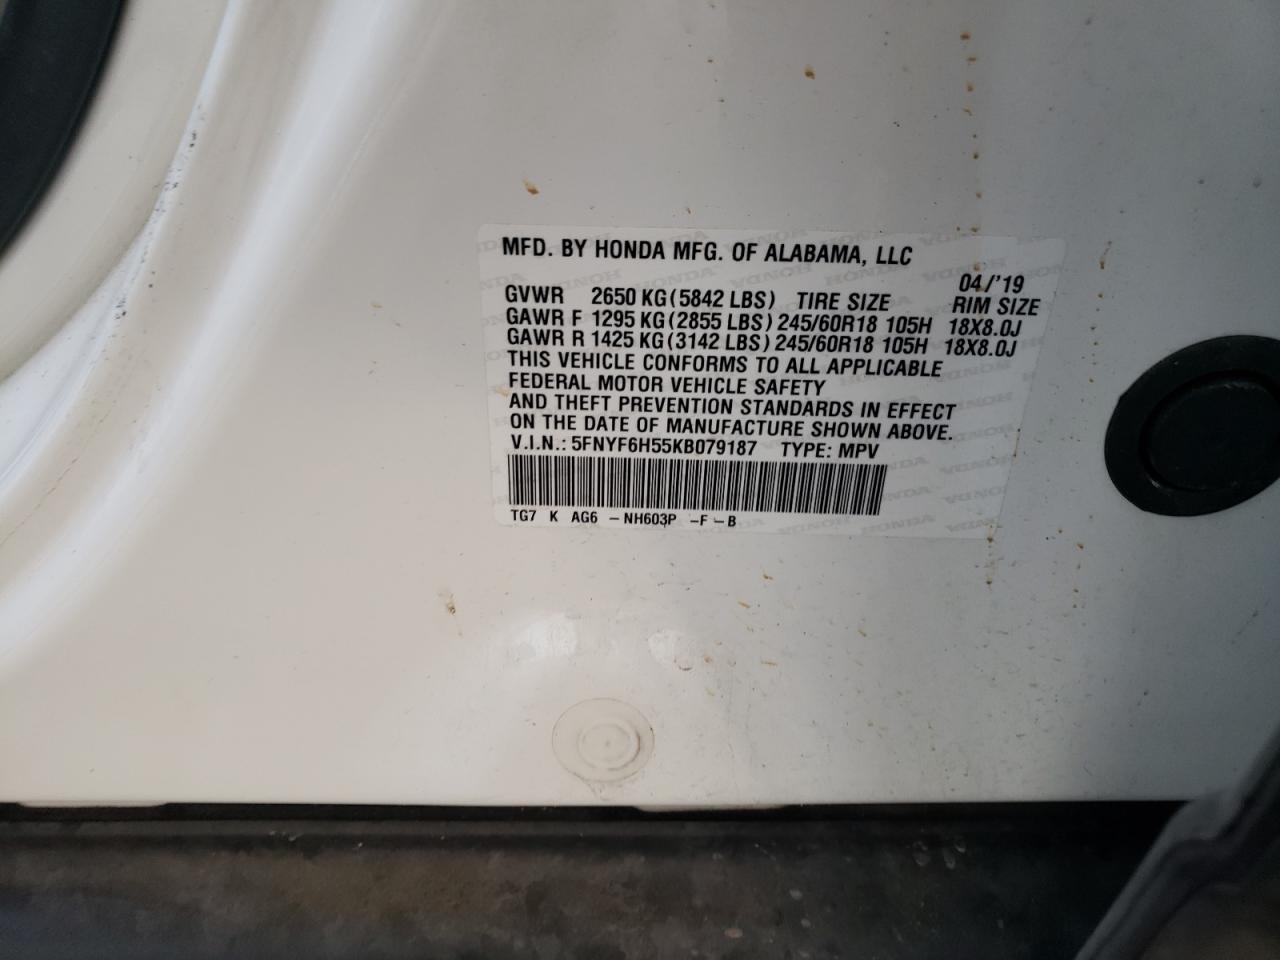 MFD. BY HONDA MFG. OF ALABAMA, LLC
04/'19
GVWR 2650 KG(5842 LBS) TIRE SIZE RIM SIZE
GAWR F 1295 KG(2855 LBS) 245/60R18 105H 18X8.0J
GAWR R 1425 KG(3142 LBS) 245/60R18 105H 18X8.0J
THIS VEHICLE CONFORMS TO ALL APPLICABLE
FEDERAL MOTOR VEHICLE SAFETY
AND THEFT PREVENTION STANDARDS IN EFFECT
ON THE DATE OF MANUFACTURE SHOWN ABOVE.
V.I.N.: 5FNYF6H55KB079187 TYPE: MPV
TG7 K AG6 -NH603P -F-B